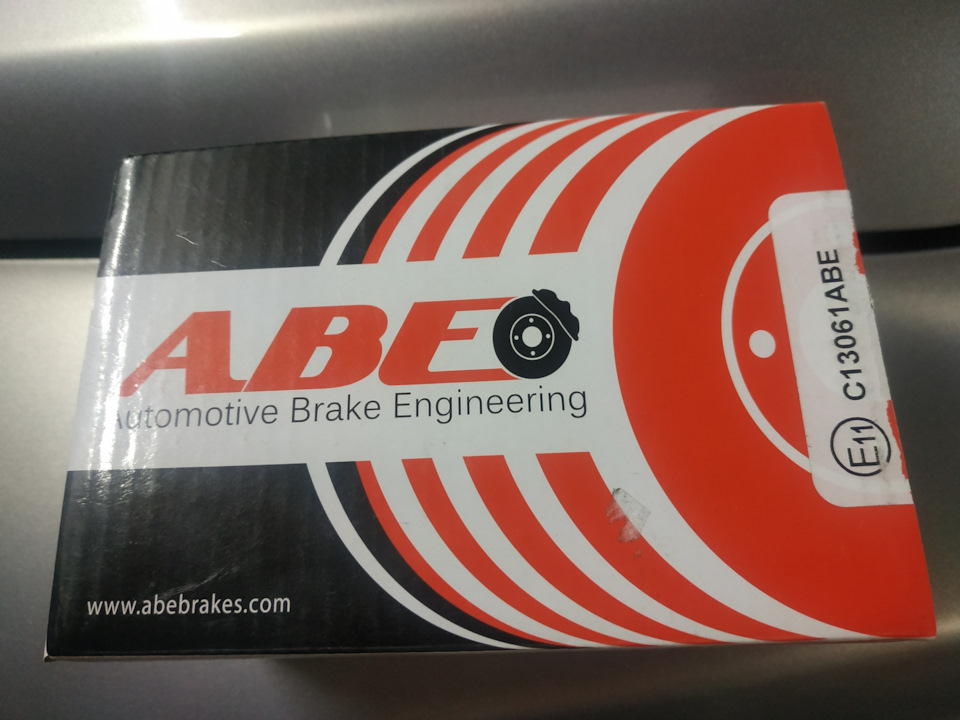 ABE
Automotive Brake Engineering
www.abebrakes.com
E11 C13061ABE